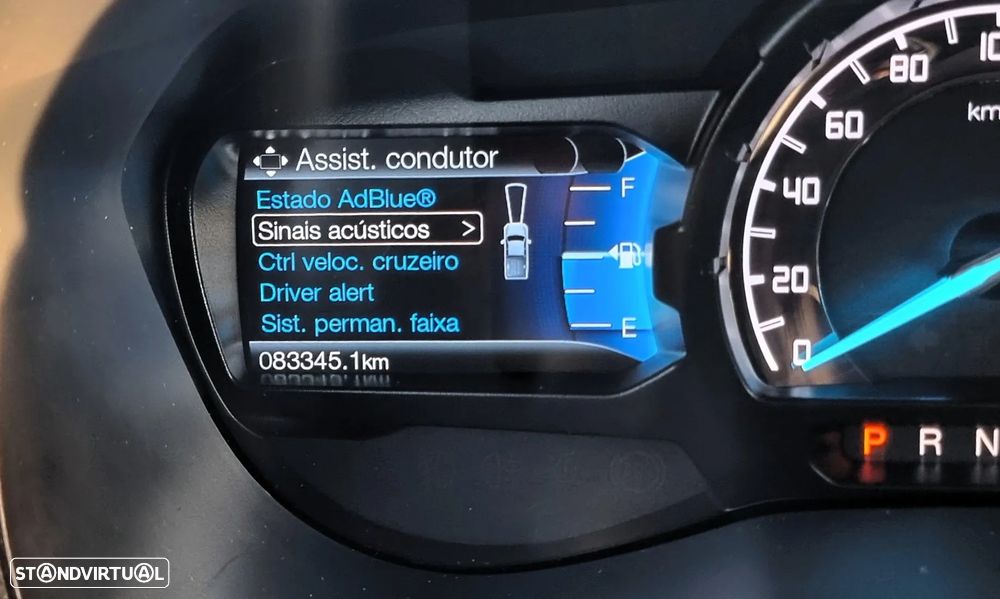 Assist. condutor
Estado AdBlue®
Sinais acústicos >
Ctrl veloc. cruzeiro
Driver alert
Sist. perman. faixa
083345.1km
F
E
0
20
40
60
80
km
P R N
STANDVIRTUAL